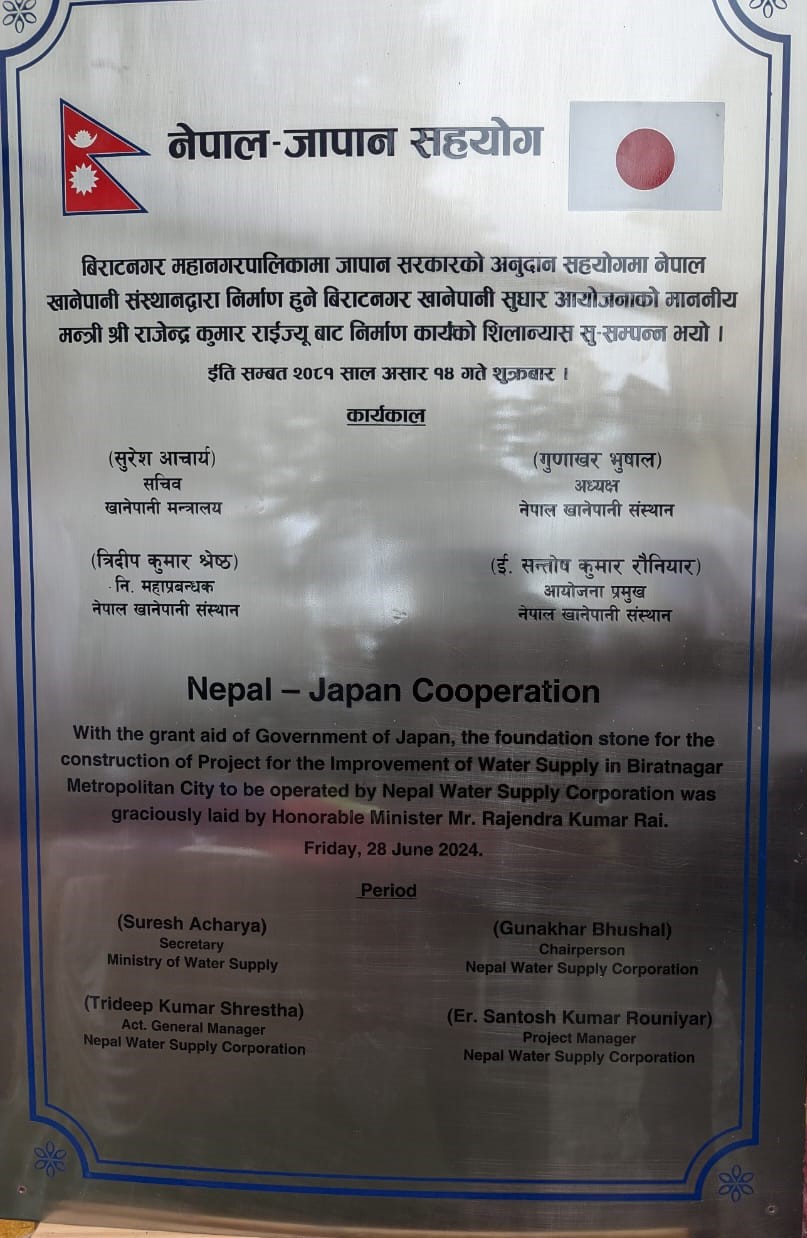 नेपाल-जापान सहयोग
बिराटनगर महानगरपालिकामा जापान सरकारको अनुदान सहयोगमा नेपाल
खानेपानी संस्थानद्वारा निर्माण हुने बिराटनगर खानेपानी सुधार आयोजनाको माननीय
मन्त्री श्री राजेन्द्र कुमार राईज्यू बाट निर्माण कार्यको शिलान्यास सु-सम्पन्न भयो ।
ईति सम्बत २०८१ साल असार १४ गते शुक्रबार ।
कार्यकाल
(सुरेश आचार्य)
सचिव
खानेपानी मन्त्रालय
(गुणाखर भुषाल)
अध्यक्ष
नेपाल खानेपानी संस्थान
(त्रिदीप कुमार श्रेष्ठ)
नि. महाप्रबन्धक
नेपाल खानेपानी संस्थान
(ई. सन्तोष कुमार रौनियार)
आयोजना प्रमुख
नेपाल खानेपानी संस्थान
Nepal – Japan Cooperation
With the grant aid of Government of Japan, the foundation stone for the
construction of Project for the Improvement of Water Supply in Biratnagar
Metropolitan City to be operated by Nepal Water Supply Corporation was
graciously laid by Honorable Minister Mr. Rajendra Kumar Rai.
Friday, 28 June 2024.
Period
(Suresh Acharya)
Secretary
Ministry of Water Supply
(Gunakhar Bhushal)
Chairperson
Nepal Water Supply Corporation
(Trideep Kumar Shrestha)
Act. General Manager
Nepal Water Supply Corporation
(Er. Santosh Kumar Rouniyar)
Project Manager
Nepal Water Supply Corporation